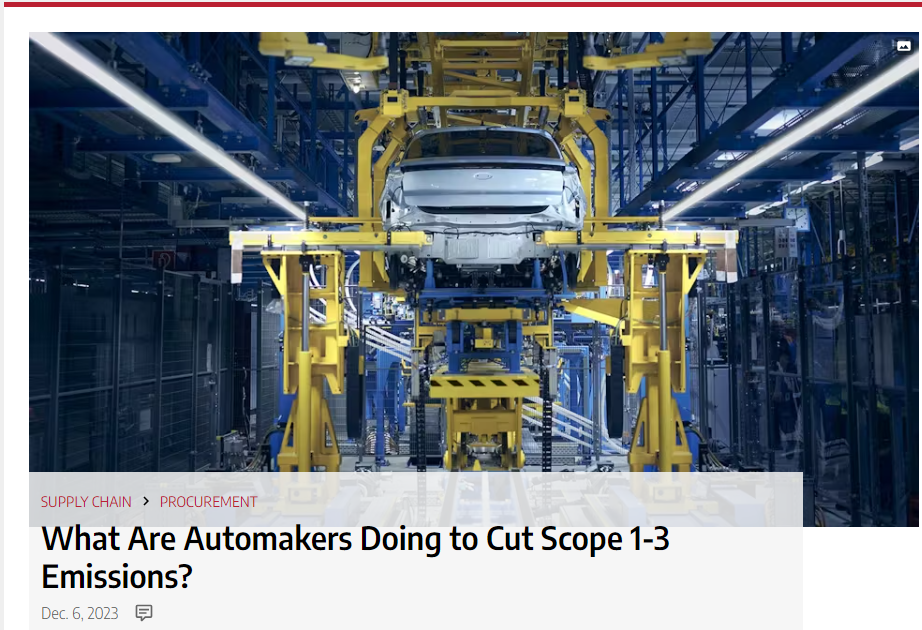 SUPPLY CHAIN > PROCUREMENT
What Are Automakers Doing to Cut Scope 1-3
Emissions?
Dec. 6, 2023